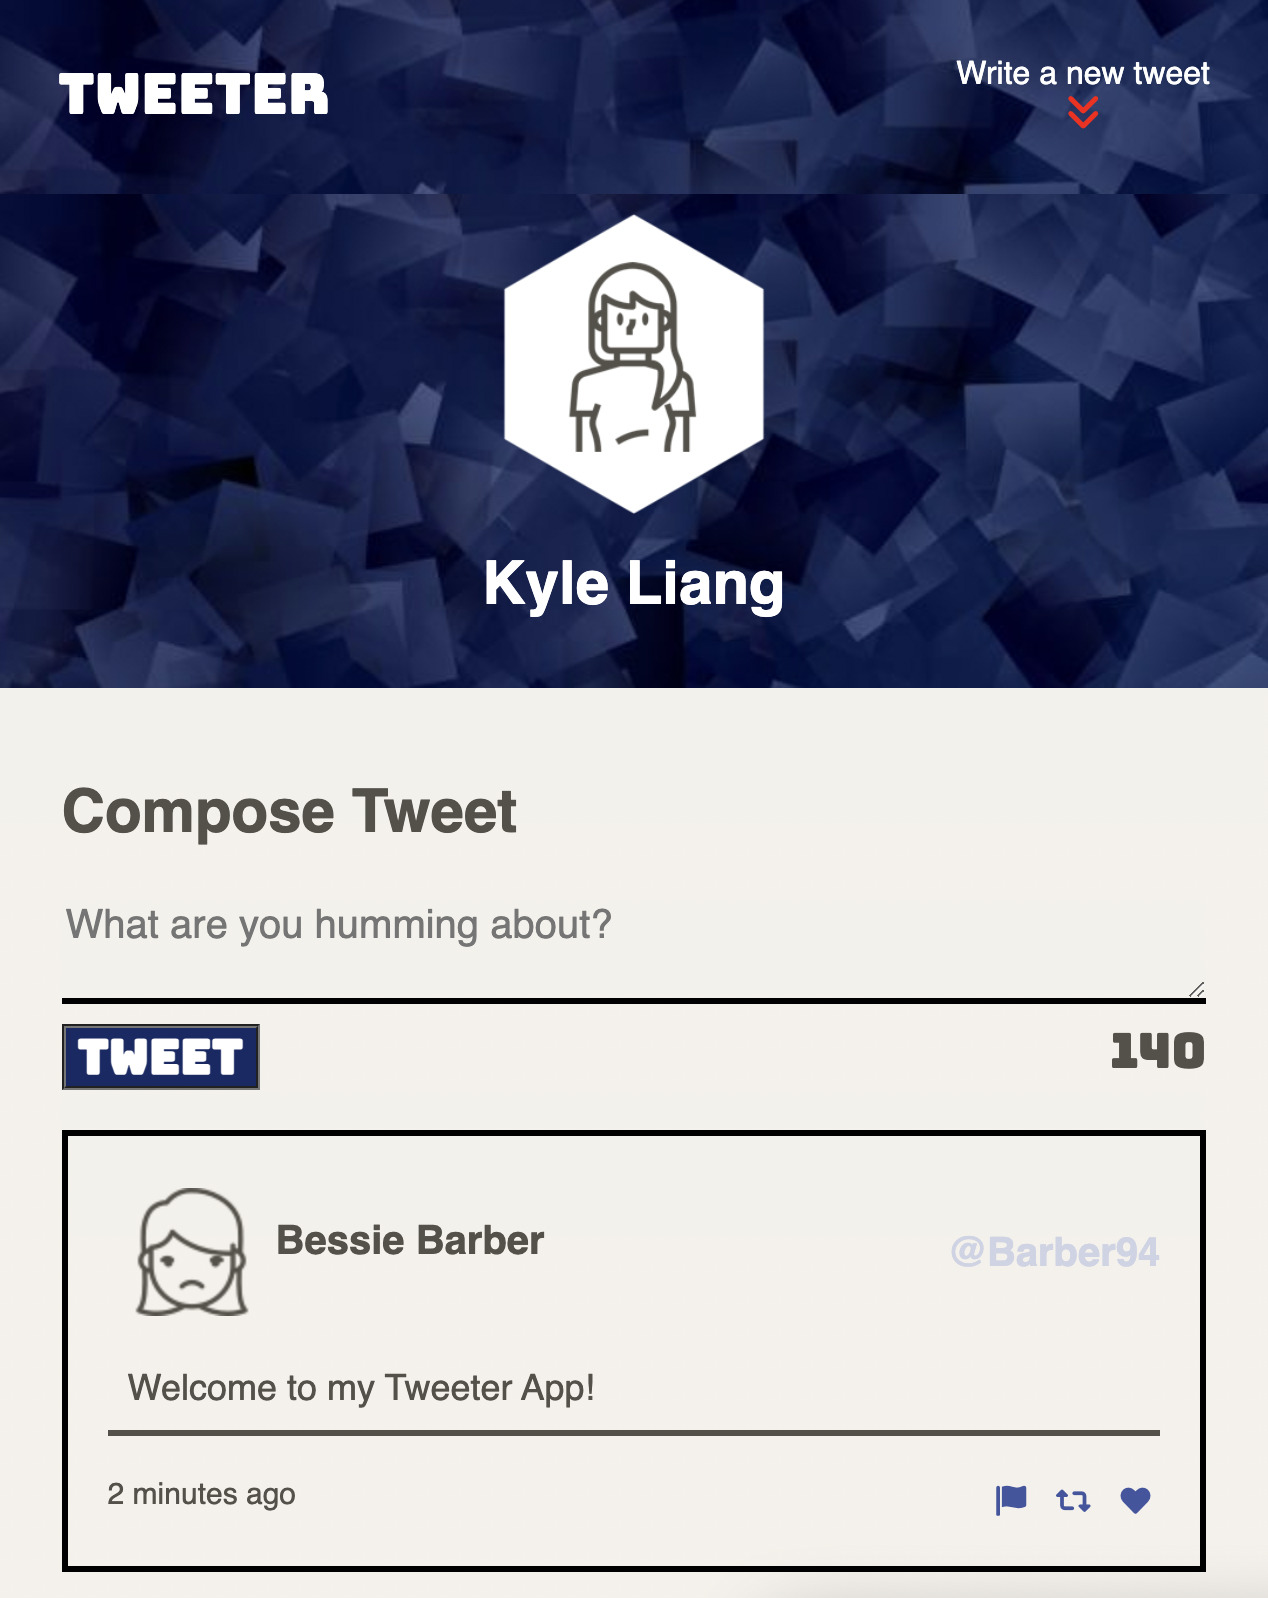 TWEETER
Write a new tweet
Kyle Liang
Compose Tweet
What are you humming about?
TWEET
140
Bessie Barber
@Barber94
Welcome to my Tweeter App!
2 minutes ago